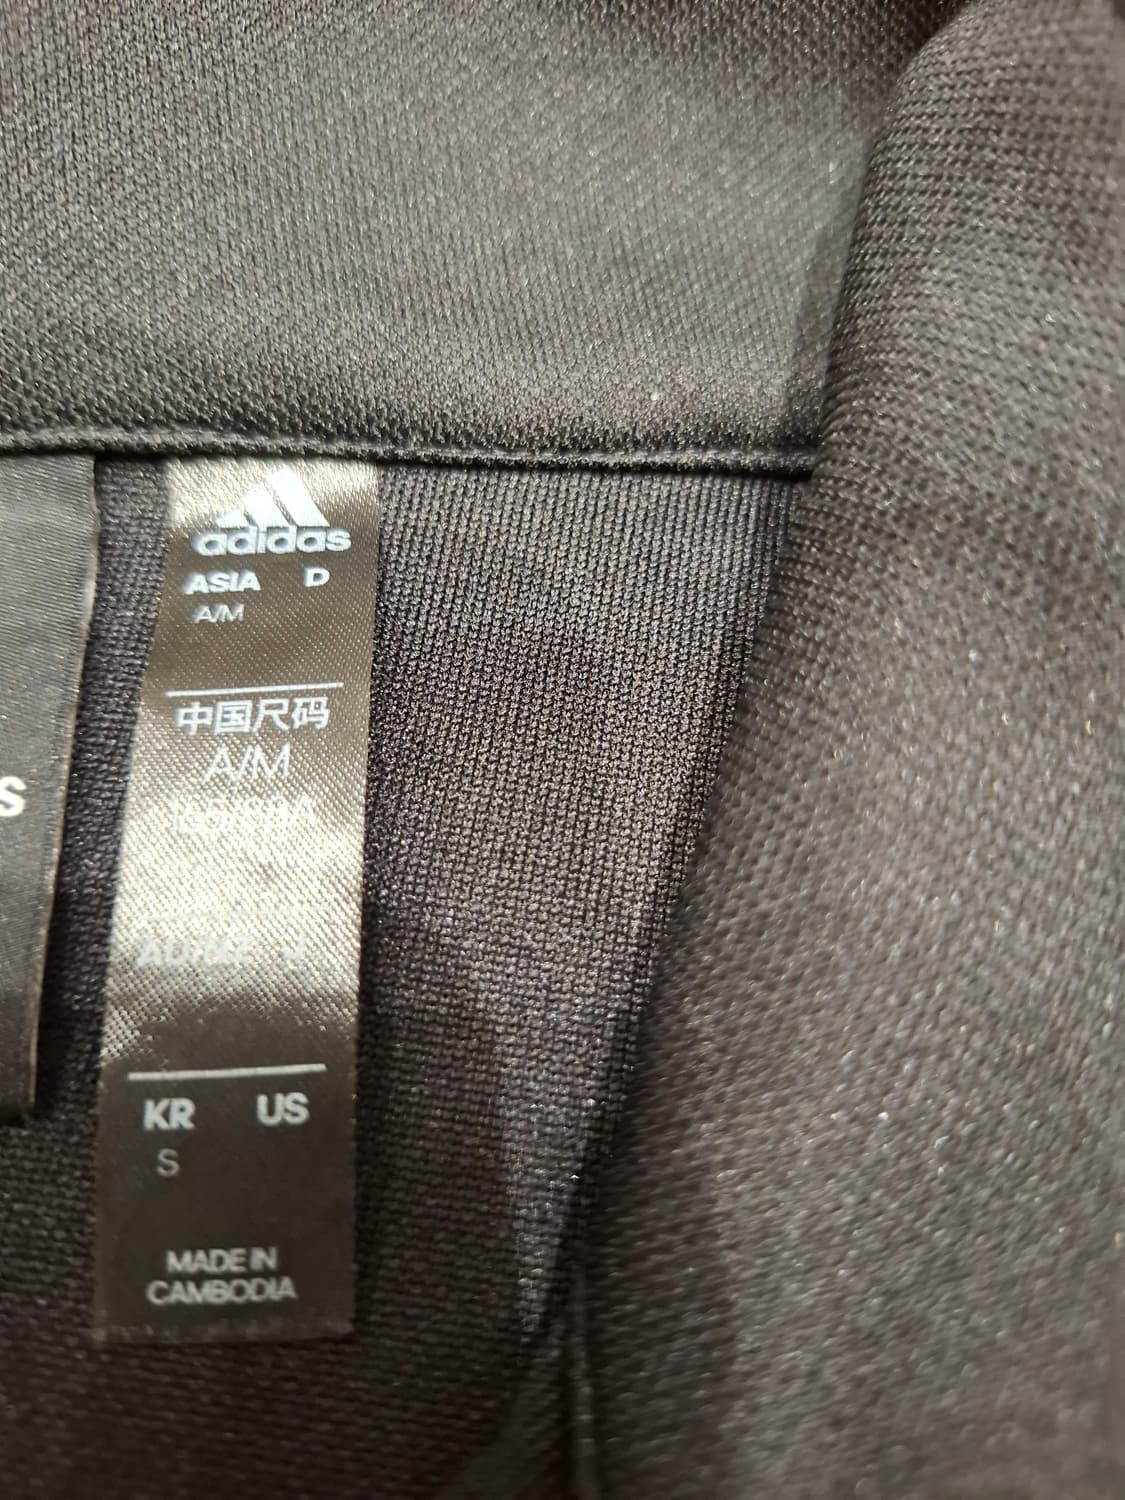 adidas
ASIA D
A/M
中国尺码
A/M
KR US
S
MADE IN
CAMBODIA
S